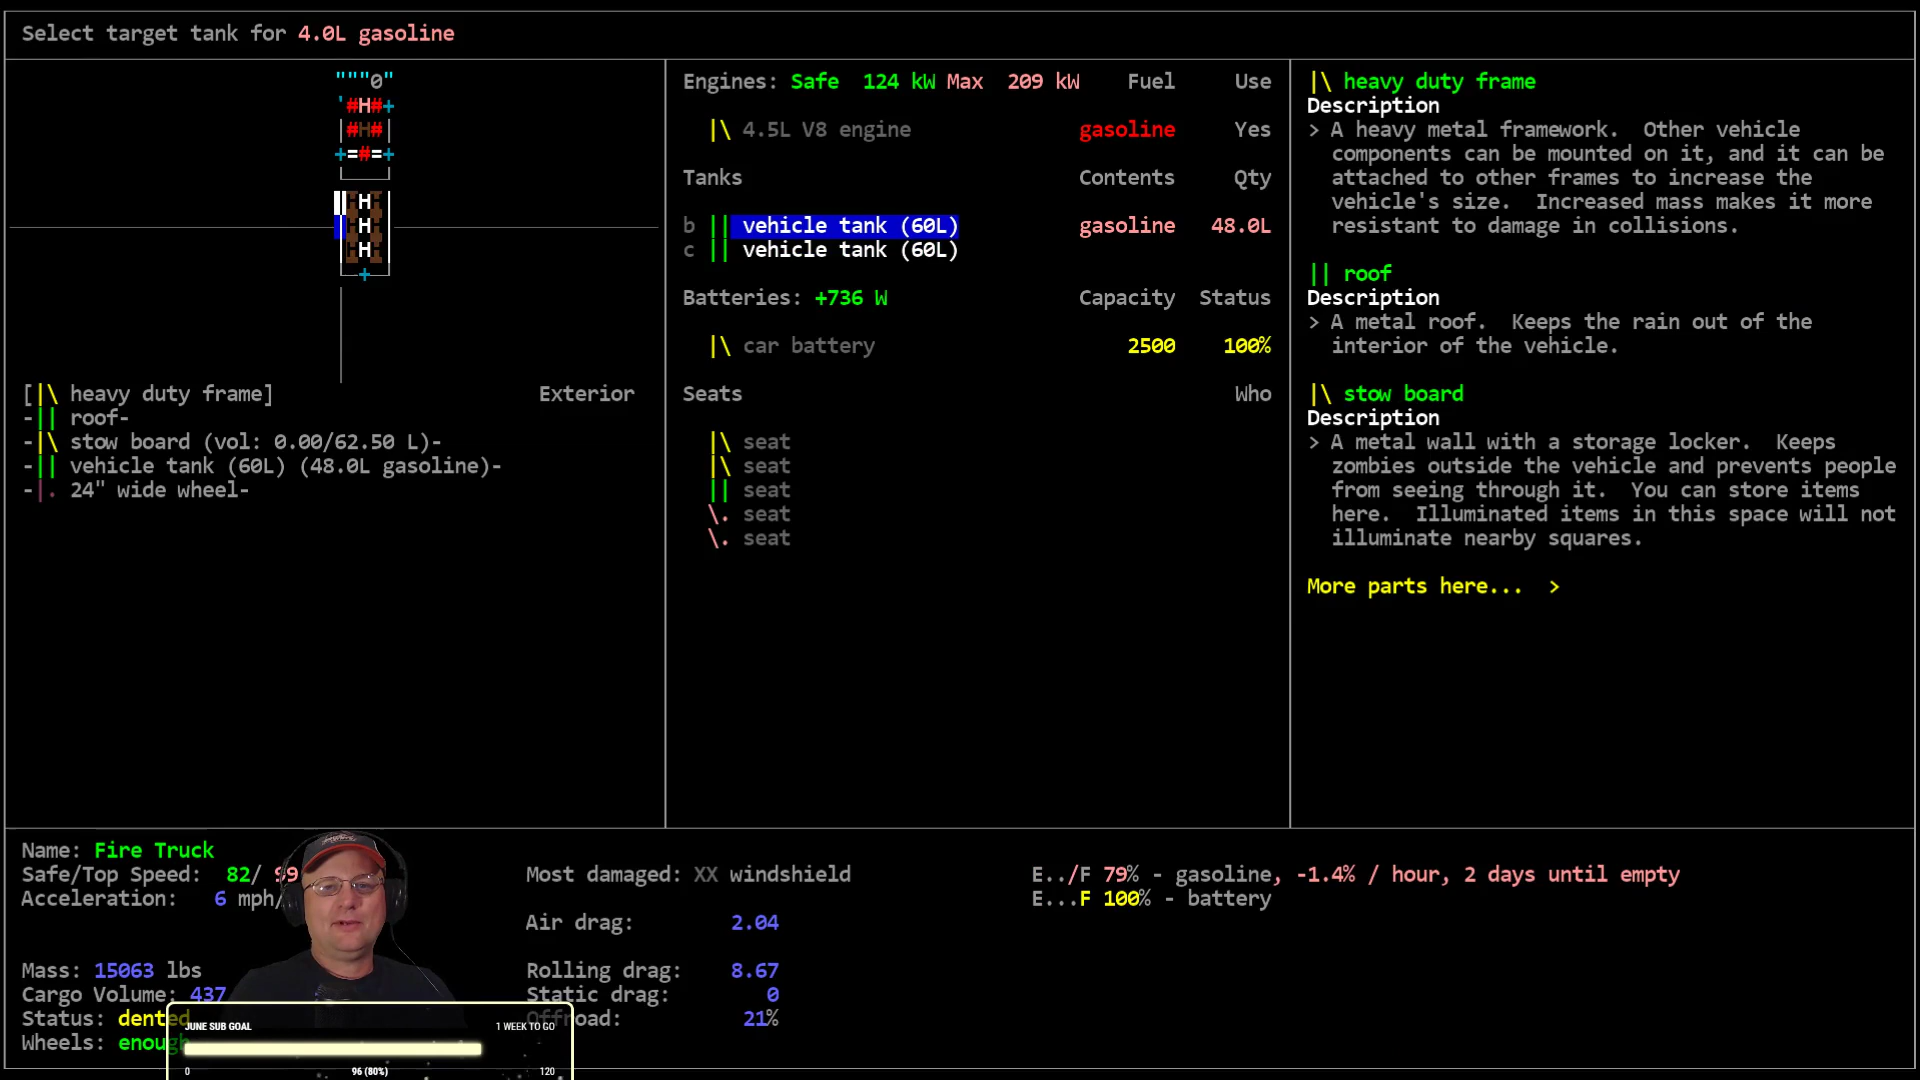 Select target tank for 4.0L gasoline
"""0"
'#H#+
|#H#|
+=#=+
H
H
H
+
[|\ heavy duty frame] Exterior
-|| roof-
-|\ stow board (vol: 0.00/62.50 L)-
-|| vehicle tank (60L) (48.0L gasoline)-
-|. 24" wide wheel-
Engines: Safe 124 kW Max 209 kW Fuel Use
|\ 4.5L V8 engine gasoline Yes
Tanks Contents Qty
b || vehicle tank (60L) gasoline 48.0L
c || vehicle tank (60L)
Batteries: +736 W Capacity Status
|\ car battery 2500 100%
Seats Who
|\ seat
|\ seat
|| seat
\. seat
\. seat
|\ heavy duty frame
Description
> A heavy metal framework. Other vehicle
components can be mounted on it, and it can be
attached to other frames to increase the
vehicle's size. Increased mass makes it more
resistant to damage in collisions.
|| roof
Description
> A metal roof. Keeps the rain out of the
interior of the vehicle.
|\ stow board
Description
> A metal wall with a storage locker. Keeps
zombies outside the vehicle and prevents people
from seeing through it. You can store items
here. Illuminated items in this space will not
illuminate nearby squares.
More parts here... >
Name: Fire Truck
Safe/Top Speed: 82/ 99
Acceleration: 6 mph/
Mass: 15063 lbs
Cargo Volume: 437
Status: dented
Wheels: enough
Most damaged: XX windshield
Air drag: 2.04
Rolling drag: 8.67
Static drag: 0
Offroad: 21%
E../F 79% - gasoline, -1.4% / hour, 2 days until empty
E...F 100% - battery
JUNE SUB GOAL 1 WEEK TO GO
0 96 (80%) 120